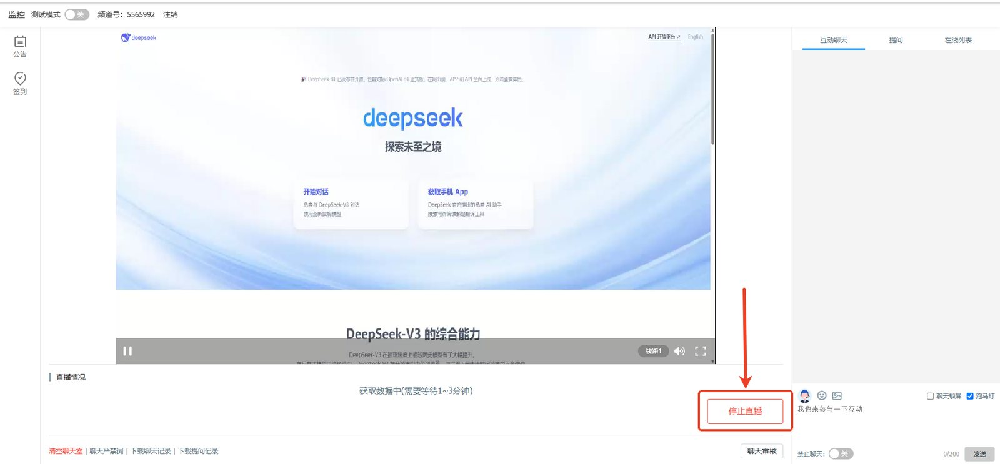 监控 测试模式 关 频道号：5565992 注销
公告
签到
deepseek
API 开放平台 ↗ English
DeepSeek-R1 已发布并开源，性能对标 OpenAI o1 正式版，在网页端、APP 和 API 全面上线，点击查看详情。
deepseek
探索未至之境
开始对话
免费与 DeepSeek-V3 对话
使用全新旗舰模型
获取手机 App
DeepSeek 官方推出的免费 AI 助手
搜索写作阅读解题翻译工具
DeepSeek-V3 的综合能力
DeepSeek-V3 在推理速度上相较历史模型有了大幅提升。
线路1
直播情况
获取数据中(需要等待1~3分钟)
停止直播
清空聊天室 | 聊天严禁词 | 下载聊天记录 | 下载提问记录
聊天审核
互动聊天 提问 在线列表
聊天锁屏 跑马灯
我也来参与一下互动
禁止聊天: 关 0/200 发送